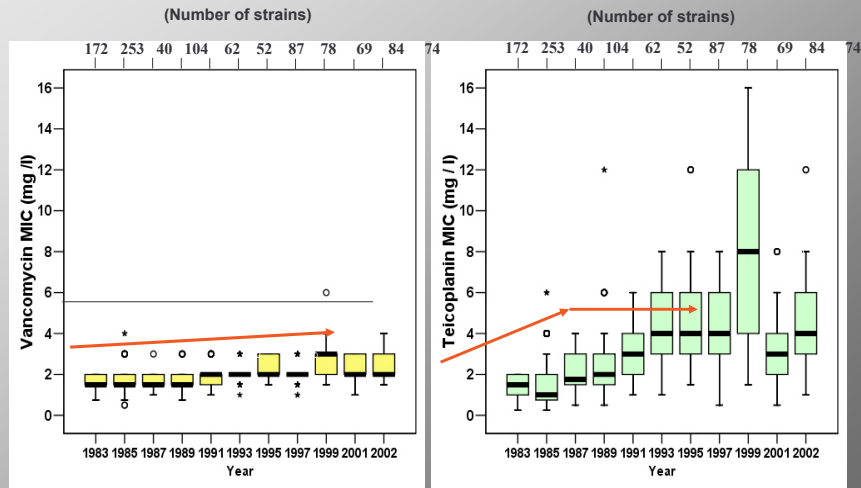 (Number of strains)
172 253 40 104 62 52 87 78 69 84 74
Vancomycin MIC (mg /l)
16
14
12
10
8
6
4
2
0
1983 1985 1987 1989 1991 1993 1995 1997 1999 2001 2002
Year
(Number of strains)
172 253 40 104 62 52 87 78 69 84 74
Teicoplanin MIC (mg / l)
16
14
12
10
8
6
4
2
0
1983 1985 1987 1989 1991 1993 1995 1997 1999 2001 2002
Year